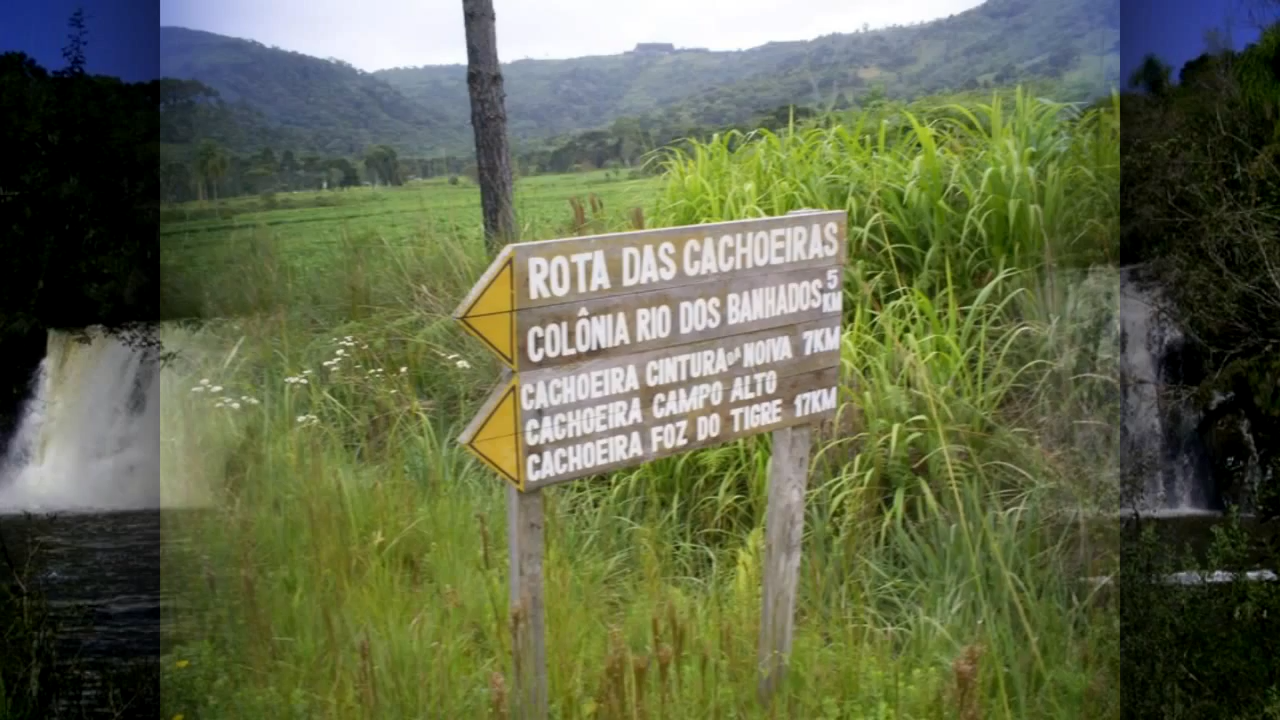 ROTA DAS CACHOEIRAS
COLÔNIA RIO DOS BANHADOS 5 KM
CACHOEIRA CINTURA DA NOIVA 7KM
CACHOEIRA CAMPO ALTO
CACHOEIRA FOZ DO TIGRE 17KM